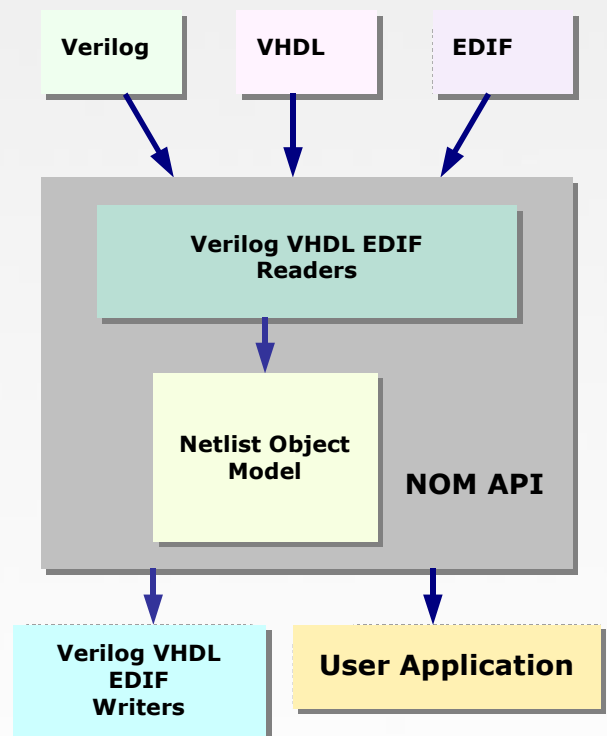 Verilog
VHDL
EDIF
Verilog VHDL EDIF
Readers
Netlist Object
Model
NOM API
Verilog VHDL
EDIF
Writers
User Application